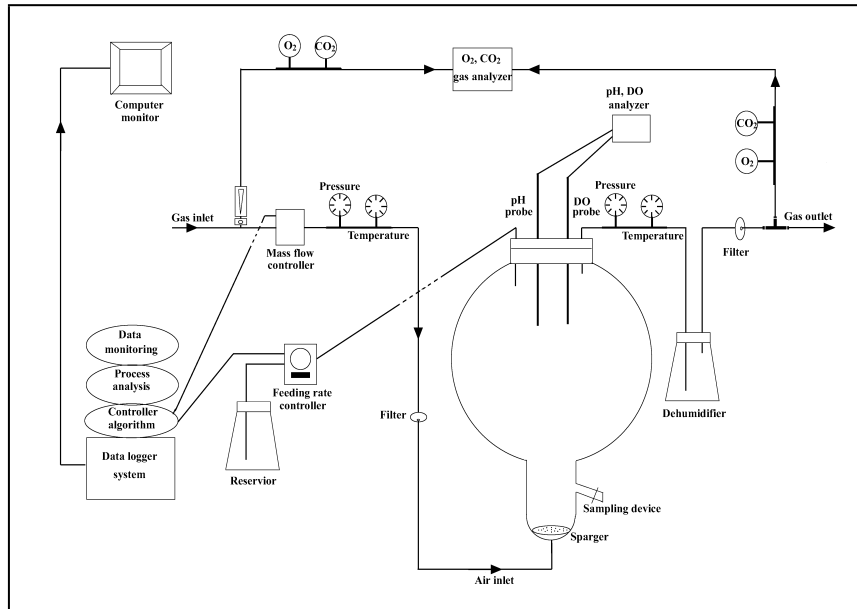 O2
CO2
O2, CO2
gas analyzer
Computer
monitor
pH, DO
analyzer
CO2
O2
Pressure
Gas inlet
Temperature
Mass flow
controller
pH
probe
DO
probe
Pressure
Temperature
Filter
Gas outlet
Data
monitoring
Process
analysis
Controller
algorithm
Data logger
system
Feeding rate
controller
Reservior
Filter
Dehumidifier
Sampling device
Sparger
Air inlet